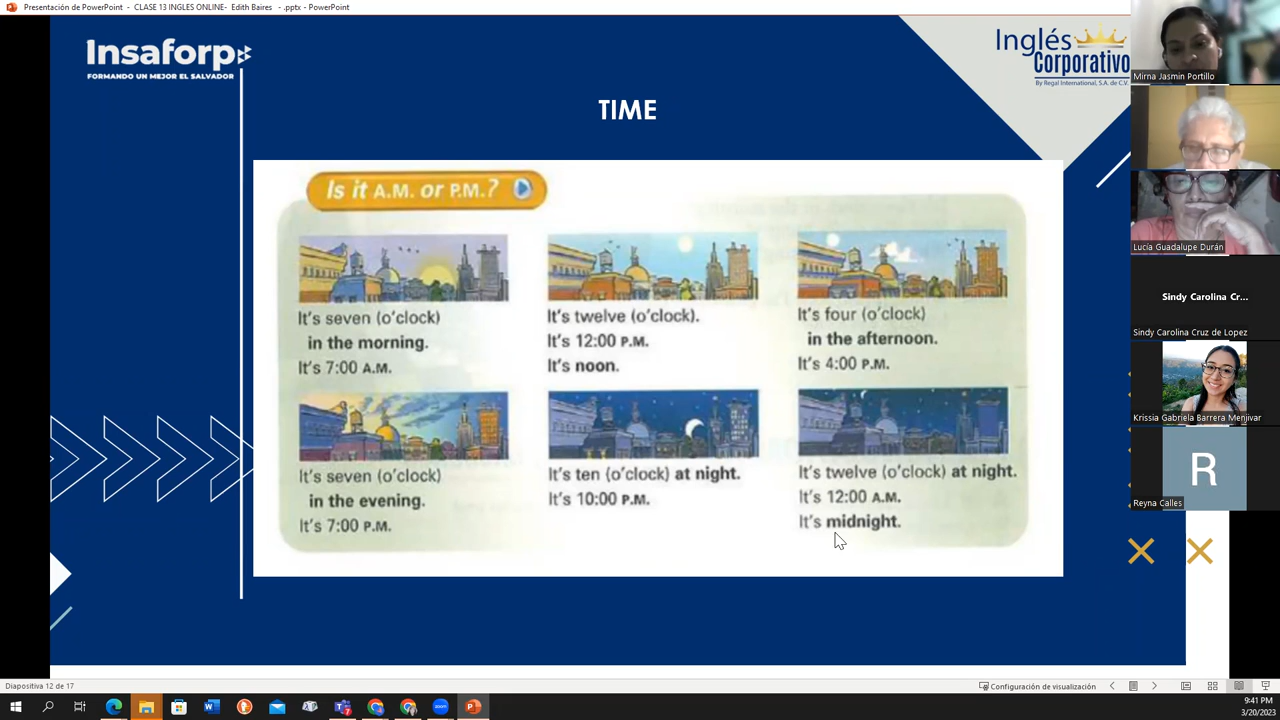 Presentación de PowerPoint - CLASE 13 INGLES ONLINE- Edith Baires - .pptx - PowerPoint
Insaforp
FORMANDO UN MEJOR EL SALVADOR
Inglés
Corporativo
By Regal International, S.A. de C.V.
TIME
Is it A.M. or P.M.?
It's seven (o'clock)
in the morning.
It's 7:00 A.M.
It's twelve (o'clock).
It's 12:00 P.M.
It's noon.
It's four (o'clock)
in the afternoon.
It's 4:00 P.M.
It's seven (o'clock)
in the evening.
It's 7:00 P.M.
It's ten (o'clock) at night.
It's 10:00 P.M.
It's twelve (o'clock) at night.
It's 12:00 A.M.
It's midnight.
Mirna Jasmin Portillo
Lucía Guadalupe Durán
Sindy Carolina Cr...
Sindy Carolina Cruz de Lopez
Krissia Gabriela Barrera Menjivar
R
Reyna Calles
Diapositiva 12 de 17
Configuración de visualización
9:41 PM
3/20/2023